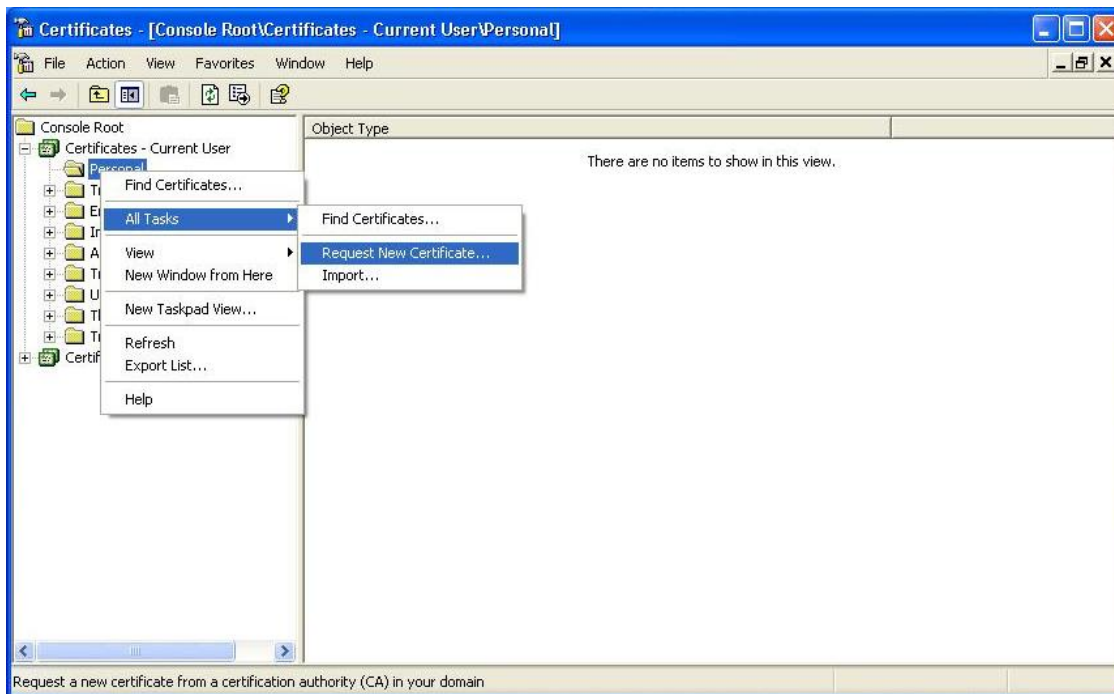 Certificates - [Console Root\Certificates - Current User\Personal]
File Action View Favorites Window Help
Console Root
Certificates - Current User
Personal
Certif
Object Type
There are no items to show in this view.
Find Certificates...
All Tasks
View
New Window from Here
New Taskpad View...
Refresh
Export List...
Help
Find Certificates...
Request New Certificate...
Import...
Request a new certificate from a certification authority (CA) in your domain